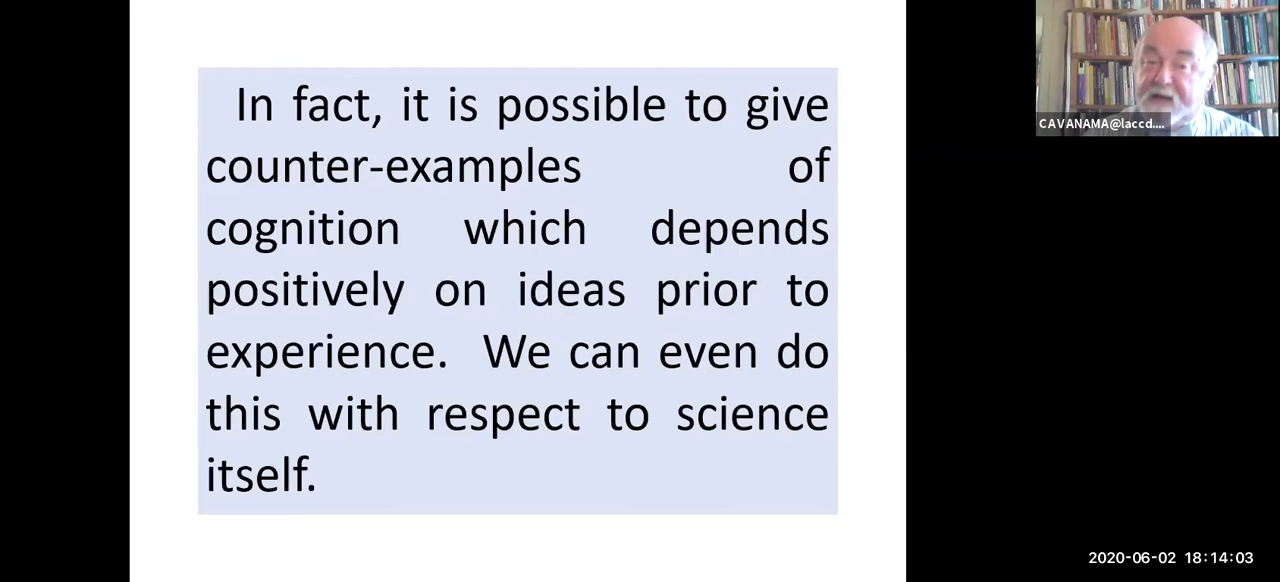 In fact, it is possible to give
counter-examples of
cognition which depends
positively on ideas prior to
experience. We can even do
this with respect to science
itself.
CAVANAMA@laccd....
2020-06-02 18:14:03